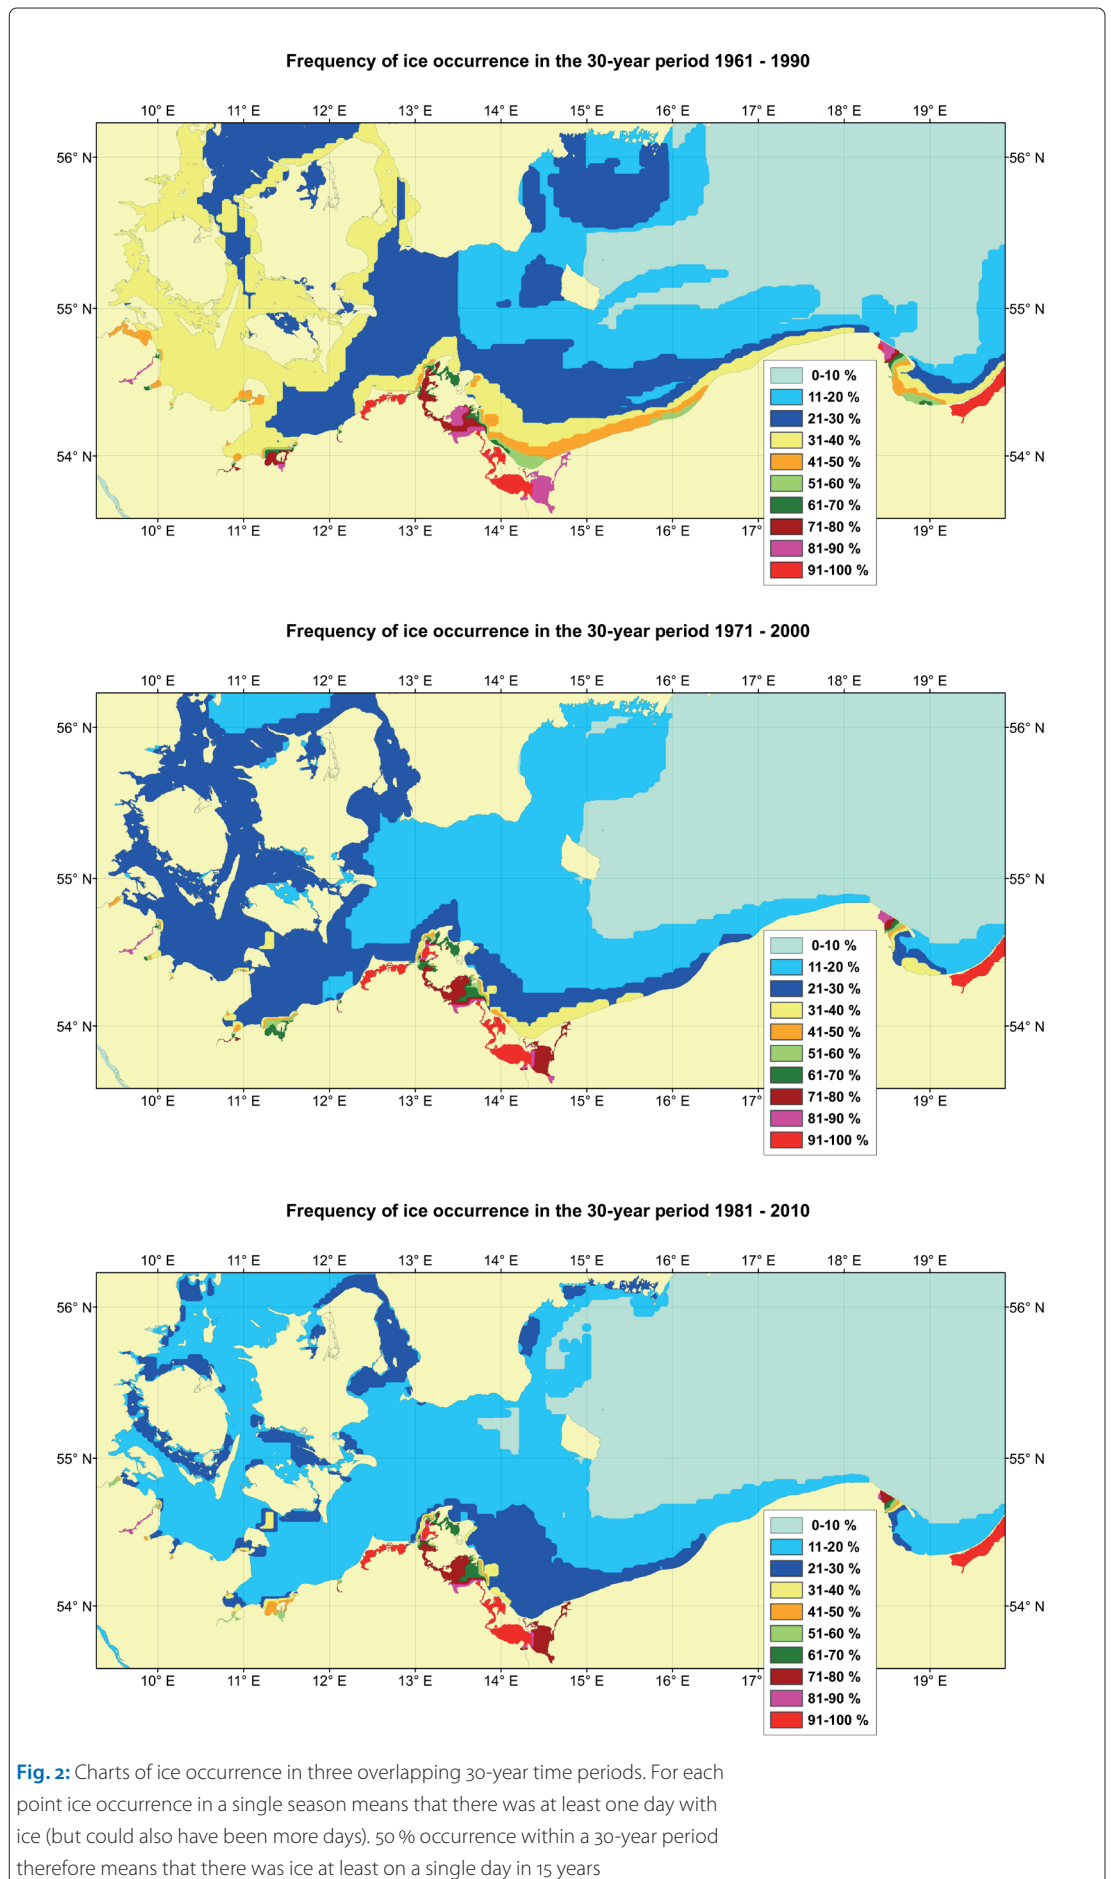 Frequency of ice occurrence in the 30-year period 1961 - 1990
10° E 11° E 12° E 13° E 14° E 15° E 16° E 17° E 18° E 19° E
56° N 56° N
55° N 55° N
0-10 %
11-20 %
21-30 %
31-40 %
41-50 %
54° N 54° N
51-60 %
61-70 %
71-80 %
10° E 11° E 12° E 13° E 14° E 15° E 16° E 17° 19° E
81-90 %
91-100 %
Frequency of ice occurrence in the 30-year period 1971 - 2000
10° E 11° E 12° E 13° E 14° E 15° E 16° E 17° E 18° E 19° E
56° N 56° N
55° N 55° N
0-10 %
11-20 %
21-30 %
31-40 %
54° N 54° N
41-50 %
51-60 %
61-70 %
71-80 %
10° E 11° E 12° E 13° E 14° E 15° E 16° E 17° 19° E
81-90 %
91-100 %
Frequency of ice occurrence in the 30-year period 1981 - 2010
10° E 11° E 12° E 13° E 14° E 15° E 16° E 17° E 18° E 19° E
56° N 56° N
55° N 55° N
0-10 %
11-20 %
21-30 %
31-40 %
54° N 54° N
41-50 %
51-60 %
61-70 %
71-80 %
10° E 11° E 12° E 13° E 14° E 15° E 16° E 17° 19° E
81-90 %
91-100 %
Fig. 2: Charts of ice occurrence in three overlapping 30-year time periods. For each
point ice occurrence in a single season means that there was at least one day with
ice (but could also have been more days). 50 % occurrence within a 30-year period
therefore means that there was ice at least on a single day in 15 years